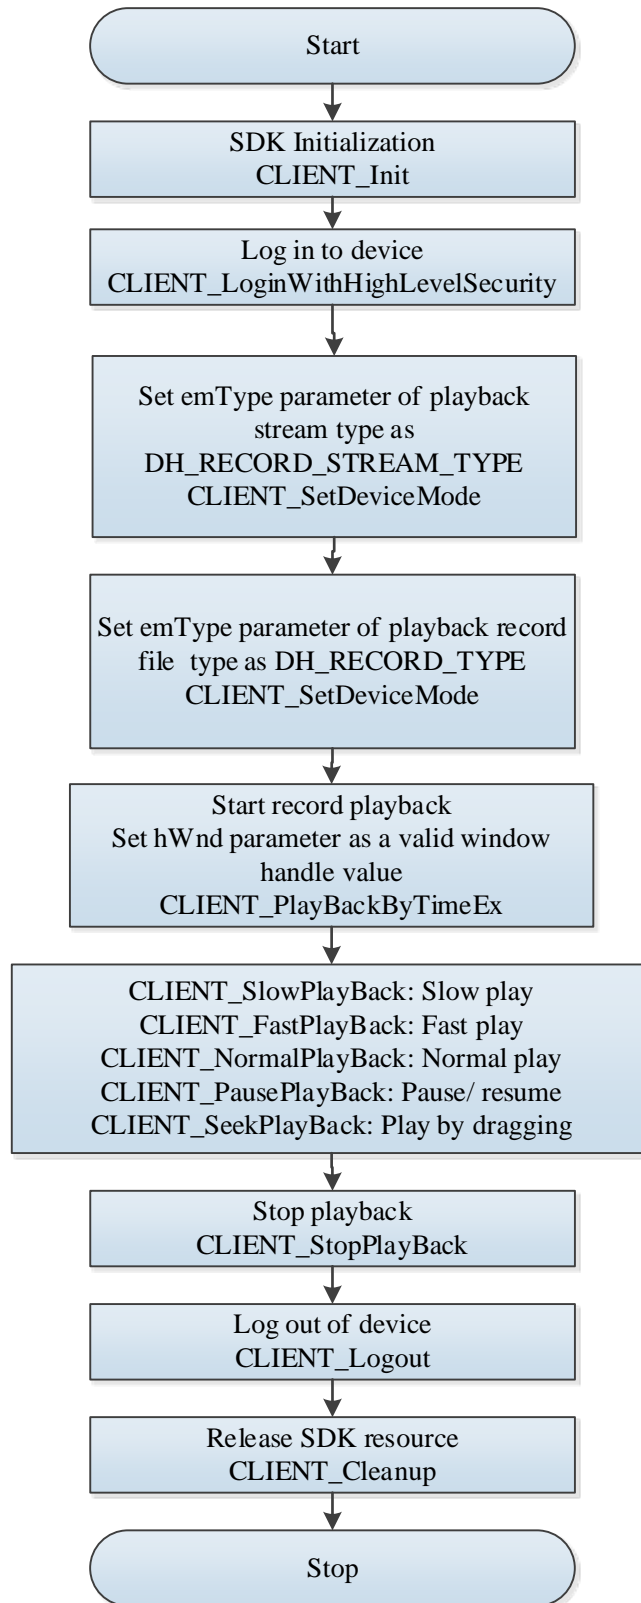 Start
SDK Initialization
CLIENT_Init
Log in to device
CLIENT_LoginWithHighLevelSecurity
Set emType parameter of playback
stream type as
DH_RECORD_STREAM_TYPE
CLIENT_SetDeviceMode
Set emType parameter of playback record
file type as DH_RECORD_TYPE
CLIENT_SetDeviceMode
Start record playback
Set hWnd parameter as a valid window
handle value
CLIENT_PlayBackByTimeEx
CLIENT_SlowPlayBack: Slow play
CLIENT_FastPlayBack: Fast play
CLIENT_NormalPlayBack: Normal play
CLIENT_PausePlayBack: Pause/ resume
CLIENT_SeekPlayBack: Play by dragging
Stop playback
CLIENT_StopPlayBack
Log out of device
CLIENT_Logout
Release SDK resource
CLIENT_Cleanup
Stop